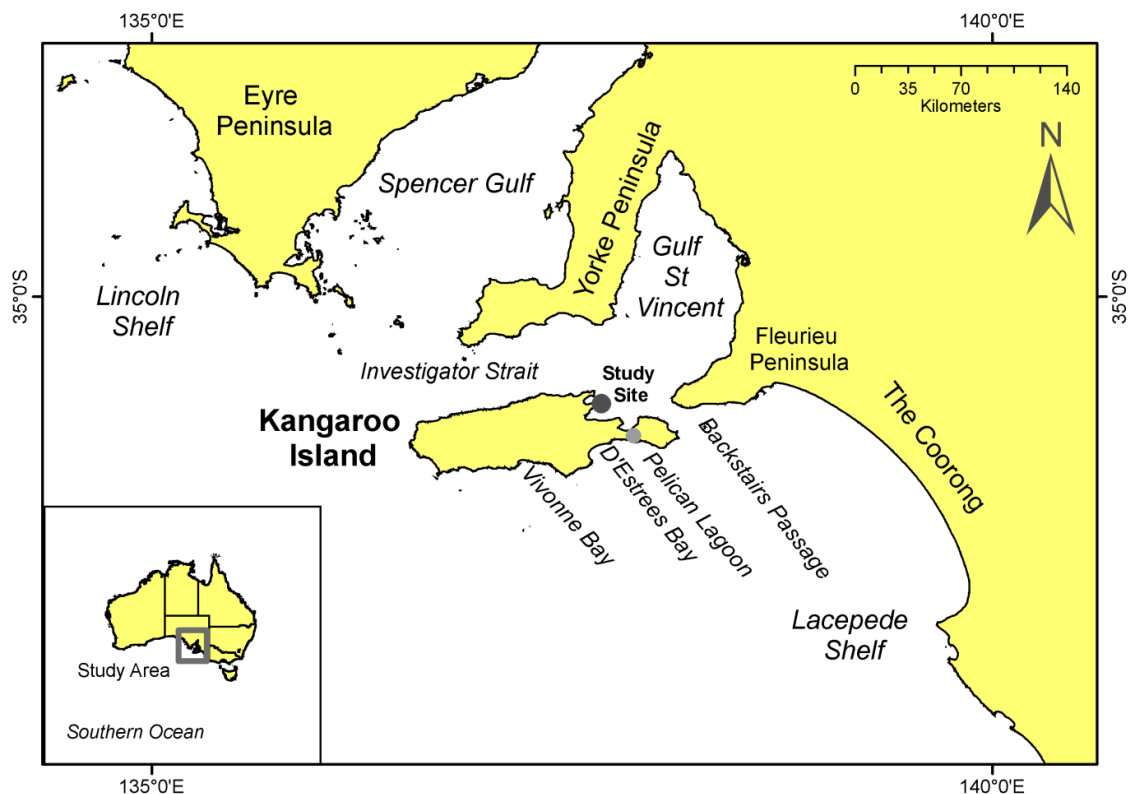 135°0'E
140°0'E
Eyre
Peninsula
0 35 70 140
Kilometers
N
Spencer Gulf
Yorke Peninsula
Gulf
St
Vincent
35°0'S
35°0'S
Lincoln
Shelf
Fleurieu
Peninsula
Investigator Strait
Study
Site
Kangaroo
Island
The Coorong
Backstairs Passage
Pelican Lagoon
D'Estrees Bay
Vivonne Bay
Lacepede
Shelf
Study Area
Southern Ocean
135°0'E
140°0'E